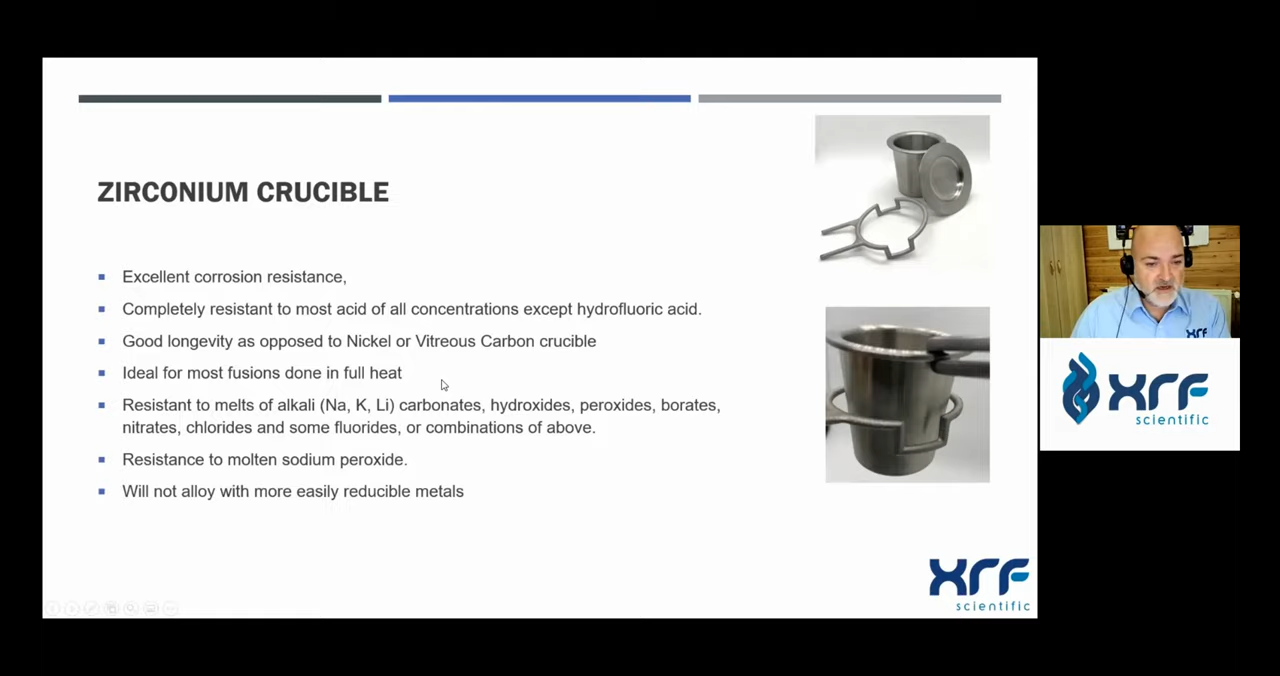 ZIRCONIUM CRUCIBLE
Excellent corrosion resistance,
Completely resistant to most acid of all concentrations except hydrofluoric acid.
Good longevity as opposed to Nickel or Vitreous Carbon crucible
Ideal for most fusions done in full heat
Resistant to melts of alkali (Na, K, Li) carbonates, hydroxides, peroxides, borates,
nitrates, chlorides and some fluorides, or combinations of above.
Resistance to molten sodium peroxide.
Will not alloy with more easily reducible metals
xrf
scientific
xrf
xrf
scientific